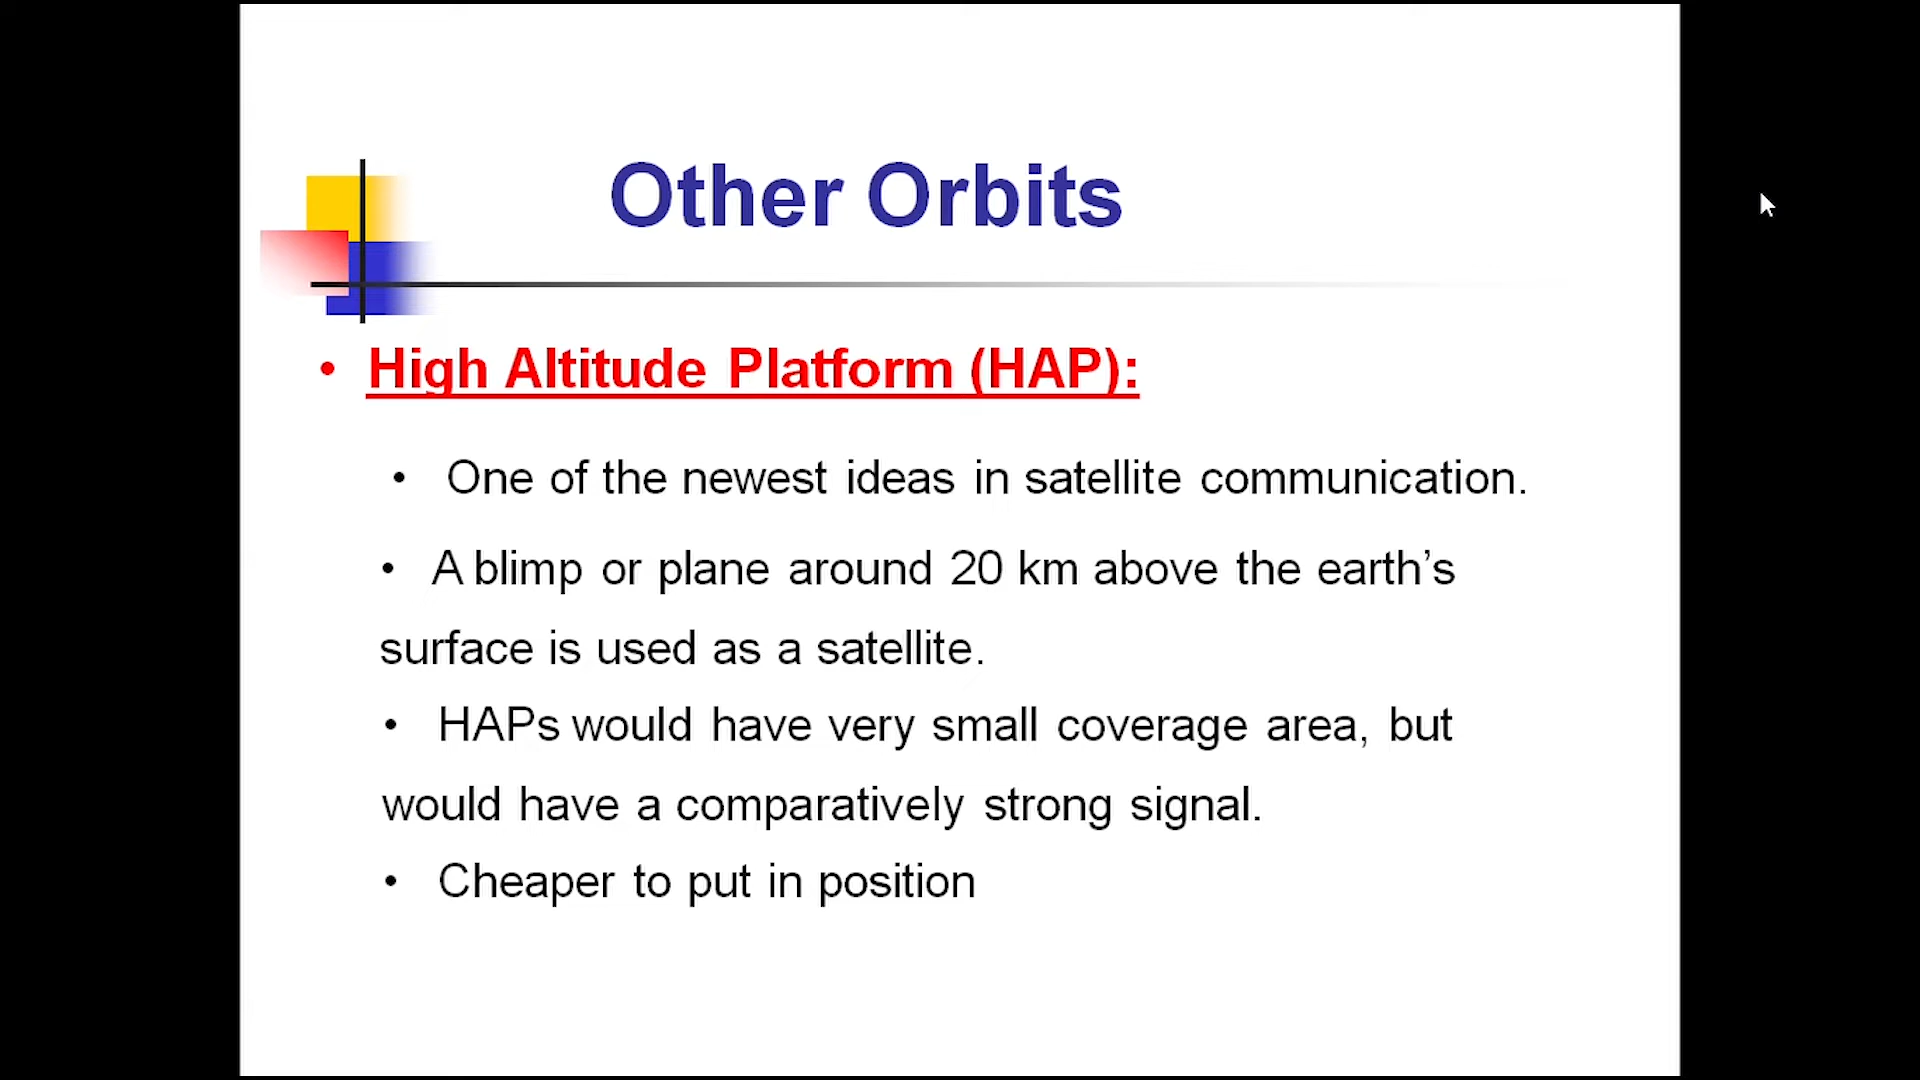 Other Orbits
• High Altitude Platform (HAP):
• One of the newest ideas in satellite communication.
• A blimp or plane around 20 km above the earth’s
surface is used as a satellite.
• HAPs would have very small coverage area, but
would have a comparatively strong signal.
• Cheaper to put in position